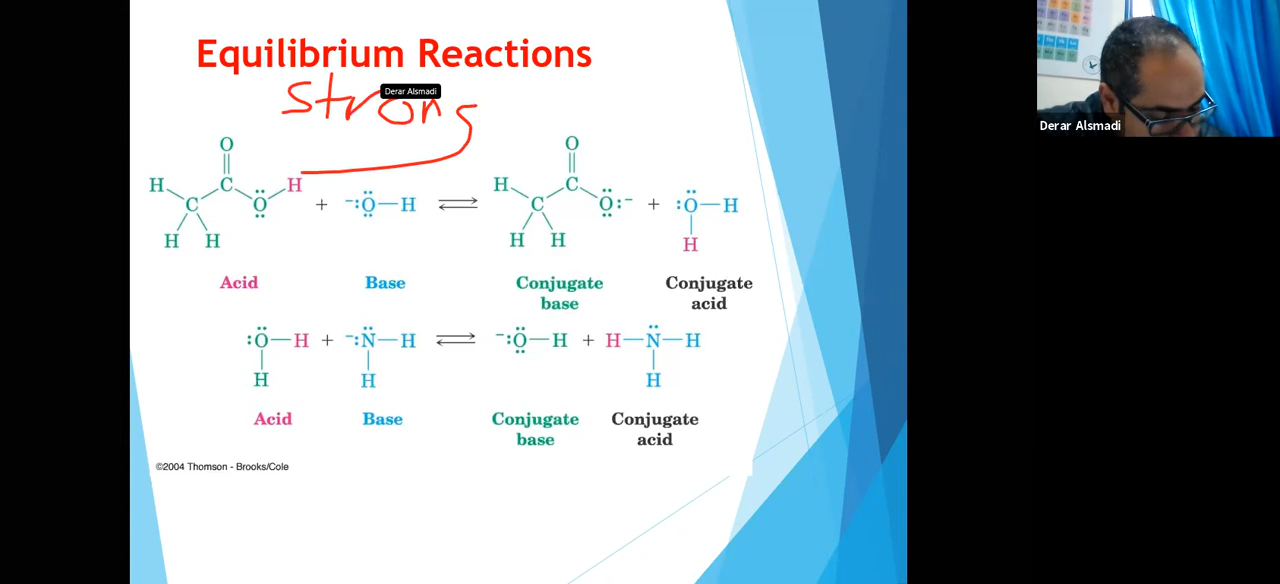 Equilibrium Reactions
Strong
Derar Alsmadi
Derar Alsmadi
O
H C O H
C
H H
+ ⁻:O—H ⇌
O
H C O:⁻
C
H H
+ :O—H
H
Acid Base Conjugate base Conjugate acid
:O—H + ⁻:N—H ⇌ ⁻:O—H + H—N—H
H H H
Acid Base Conjugate base Conjugate acid
©2004 Thomson - Brooks/Cole